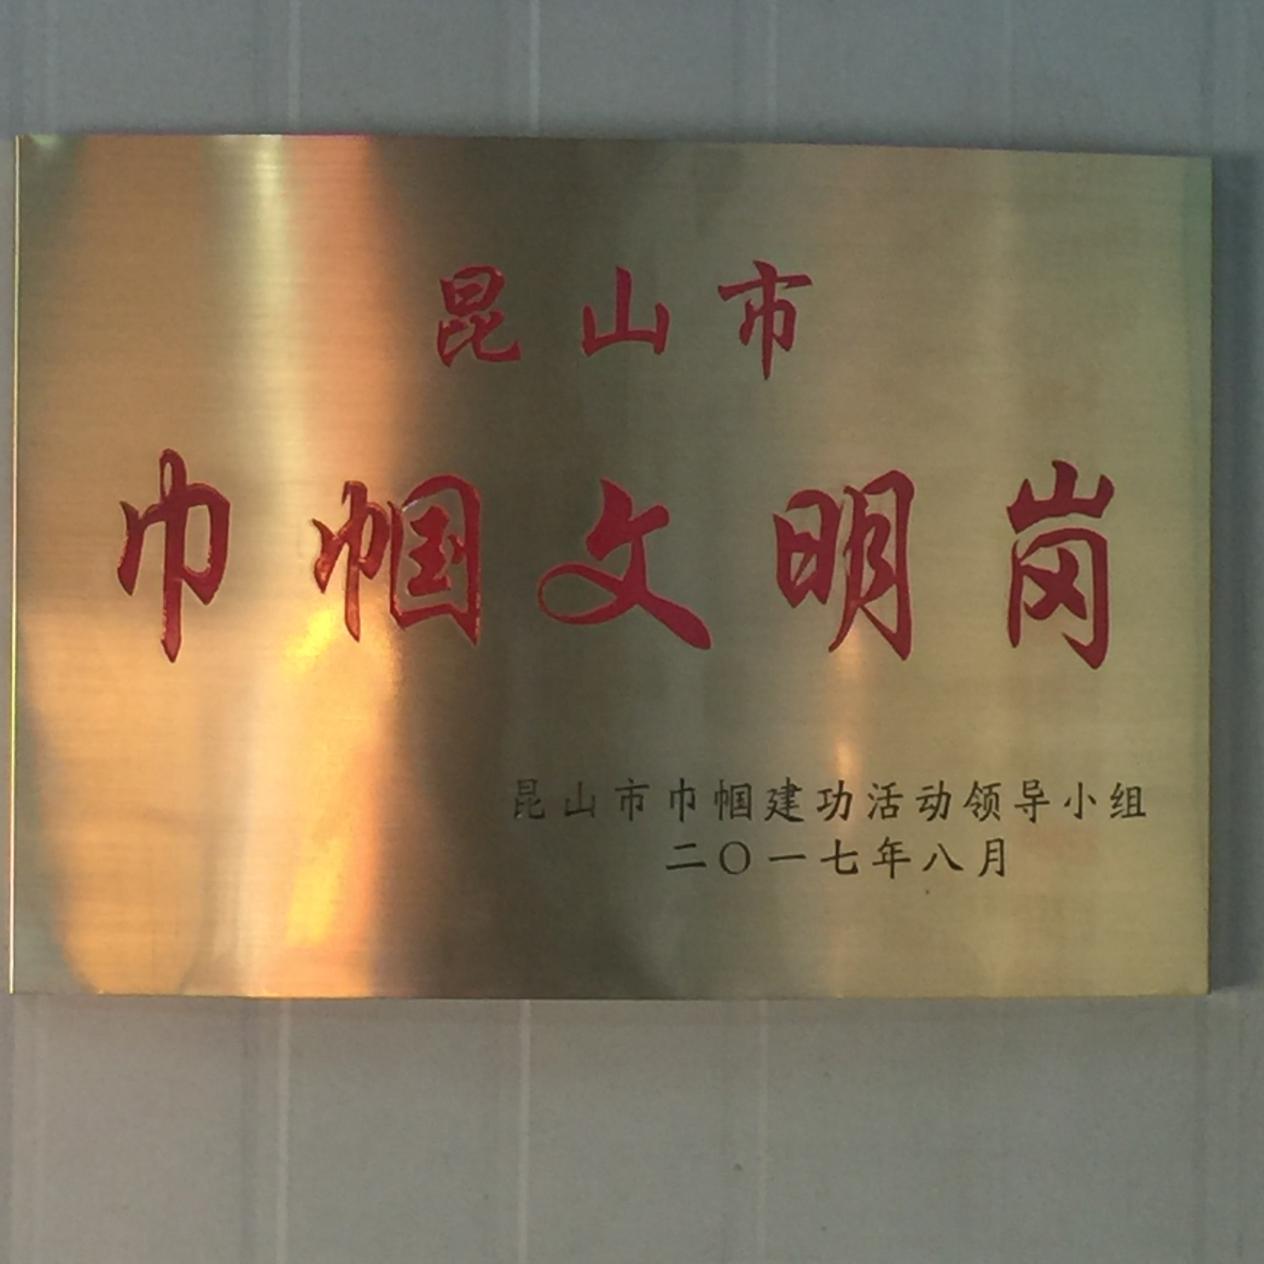 昆山市
巾帼文明岗
昆山市巾帼建功活动领导小组
二〇一七年八月